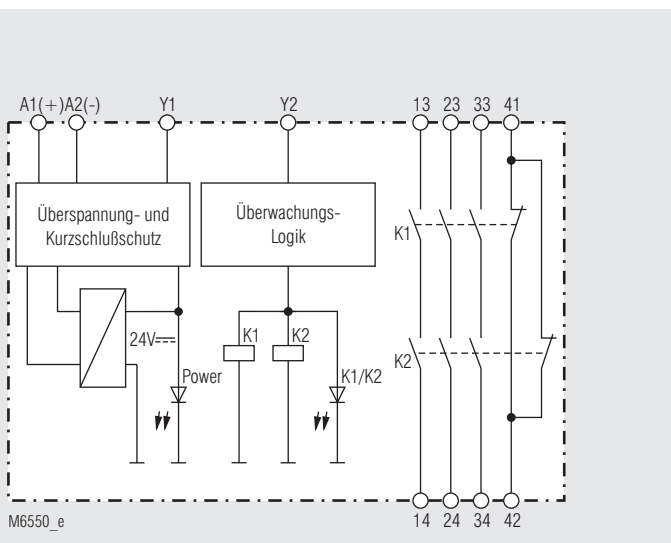 A1(+) A2(-) Y1 Y2 13 23 33 41
Überspannung- und
Kurzschlußschutz
Überwachungs-
Logik
K1
24V
K1 K2
K2
Power
K1/K2
14 24 34 42
M6550_e